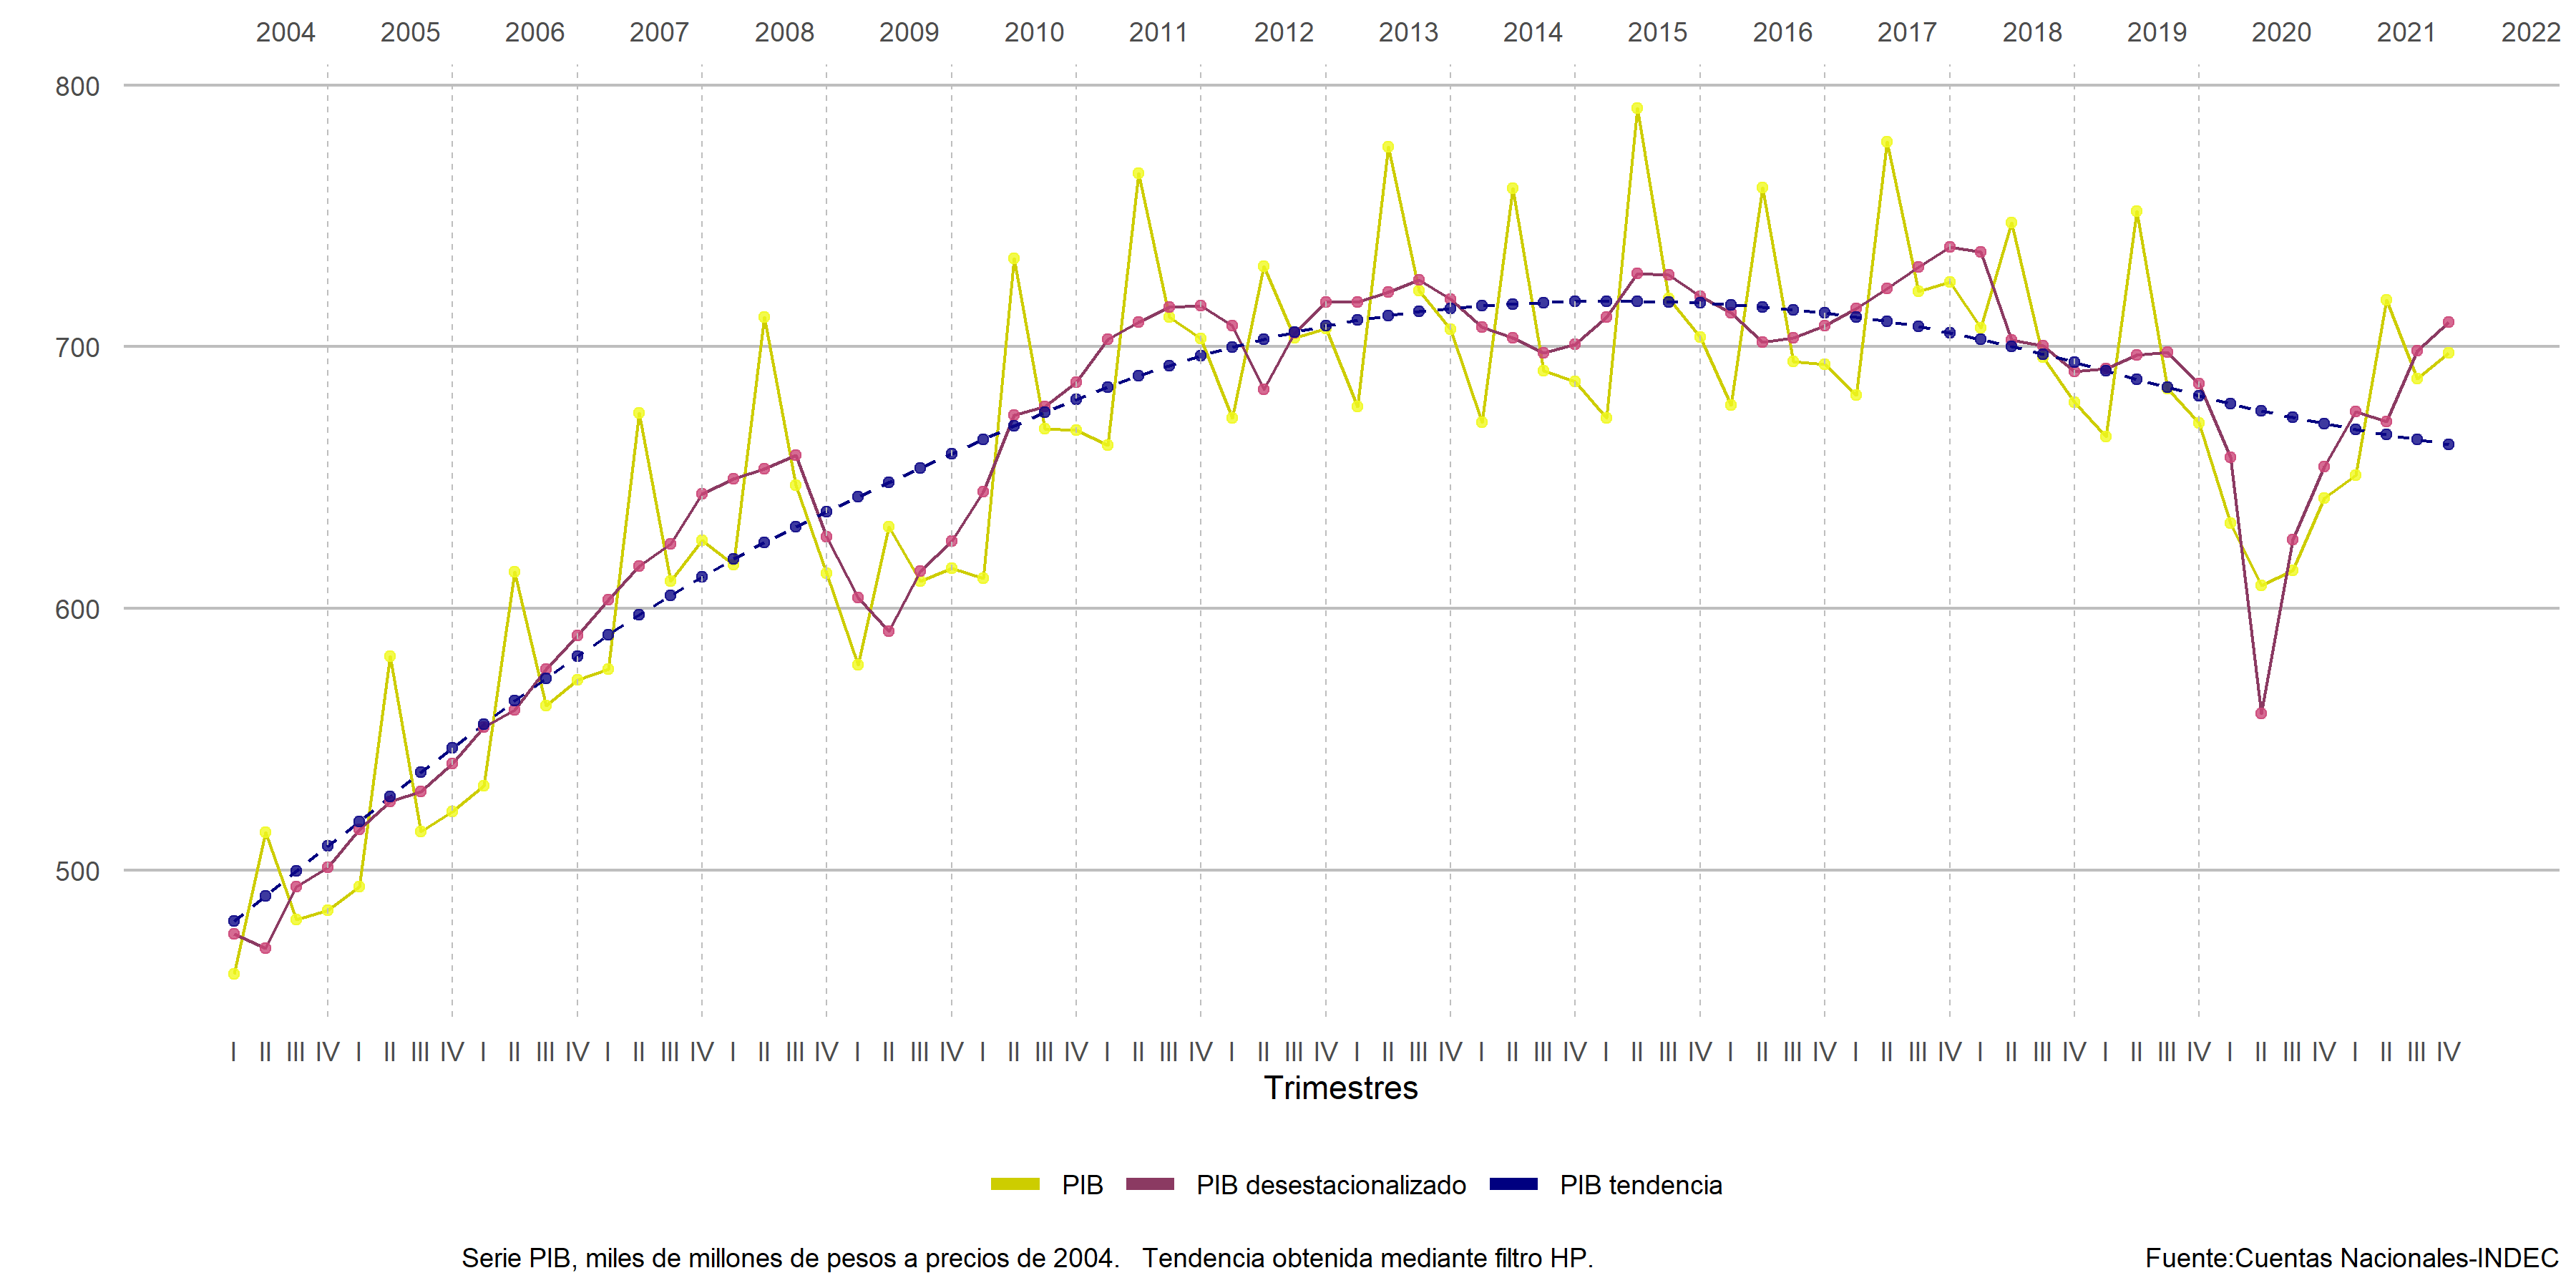 2004 2005 2006 2007 2008 2009 2010 2011 2012 2013 2014 2015 2016 2017 2018 2019 2020 2021 2022
800
700
600
500
I II III IV I II III IV I II III IV I II III IV I II III IV I II III IV I II III IV I II III IV I II III IV I II III IV I II III IV I II III IV I II III IV I II III IV I II III IV I II III IV I II III IV I II III IV
Trimestres
PIB PIB desestacionalizado PIB tendencia
Serie PIB, miles de millones de pesos a precios de 2004. Tendencia obtenida mediante filtro HP. Fuente:Cuentas Nacionales-INDEC